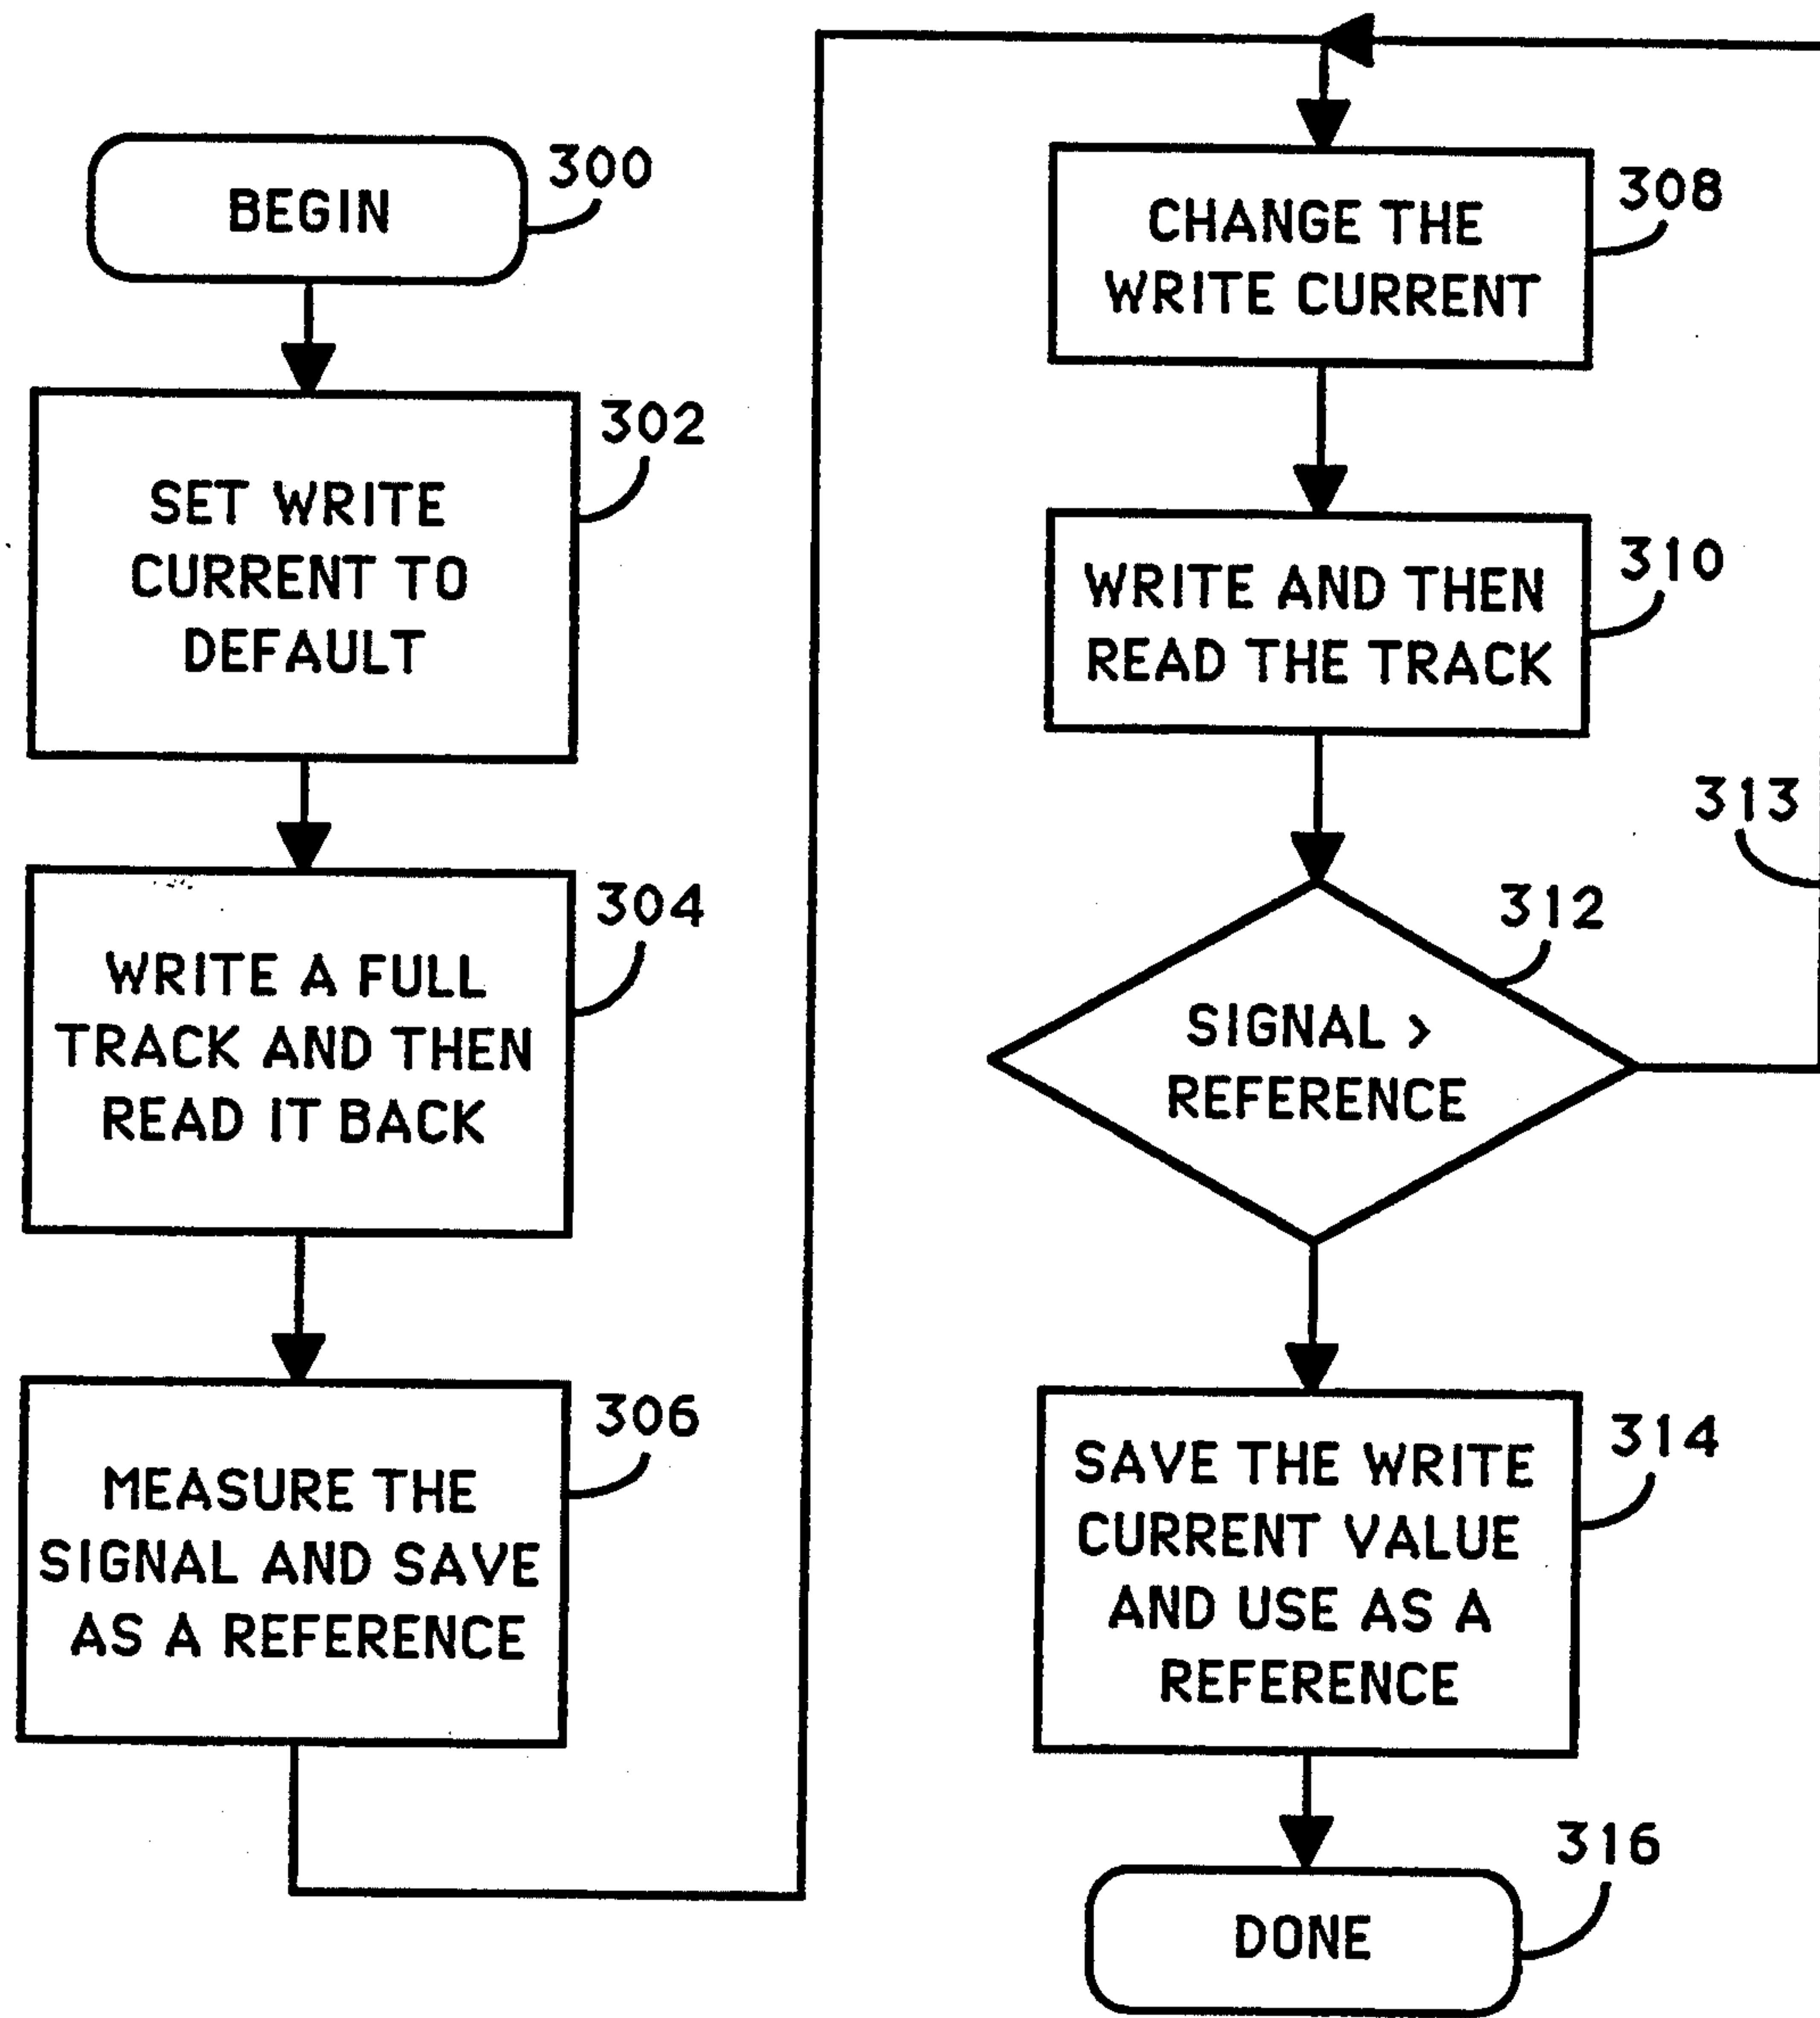 BEGIN
300
SET WRITE
CURRENT TO
DEFAULT
302
WRITE A FULL
TRACK AND THEN
READ IT BACK
304
MEASURE THE
SIGNAL AND SAVE
AS A REFERENCE
306
CHANGE THE
WRITE CURRENT
308
WRITE AND THEN
READ THE TRACK
310
SIGNAL >
REFERENCE
312
313
SAVE THE WRITE
CURRENT VALUE
AND USE AS A
REFERENCE
314
DONE
316